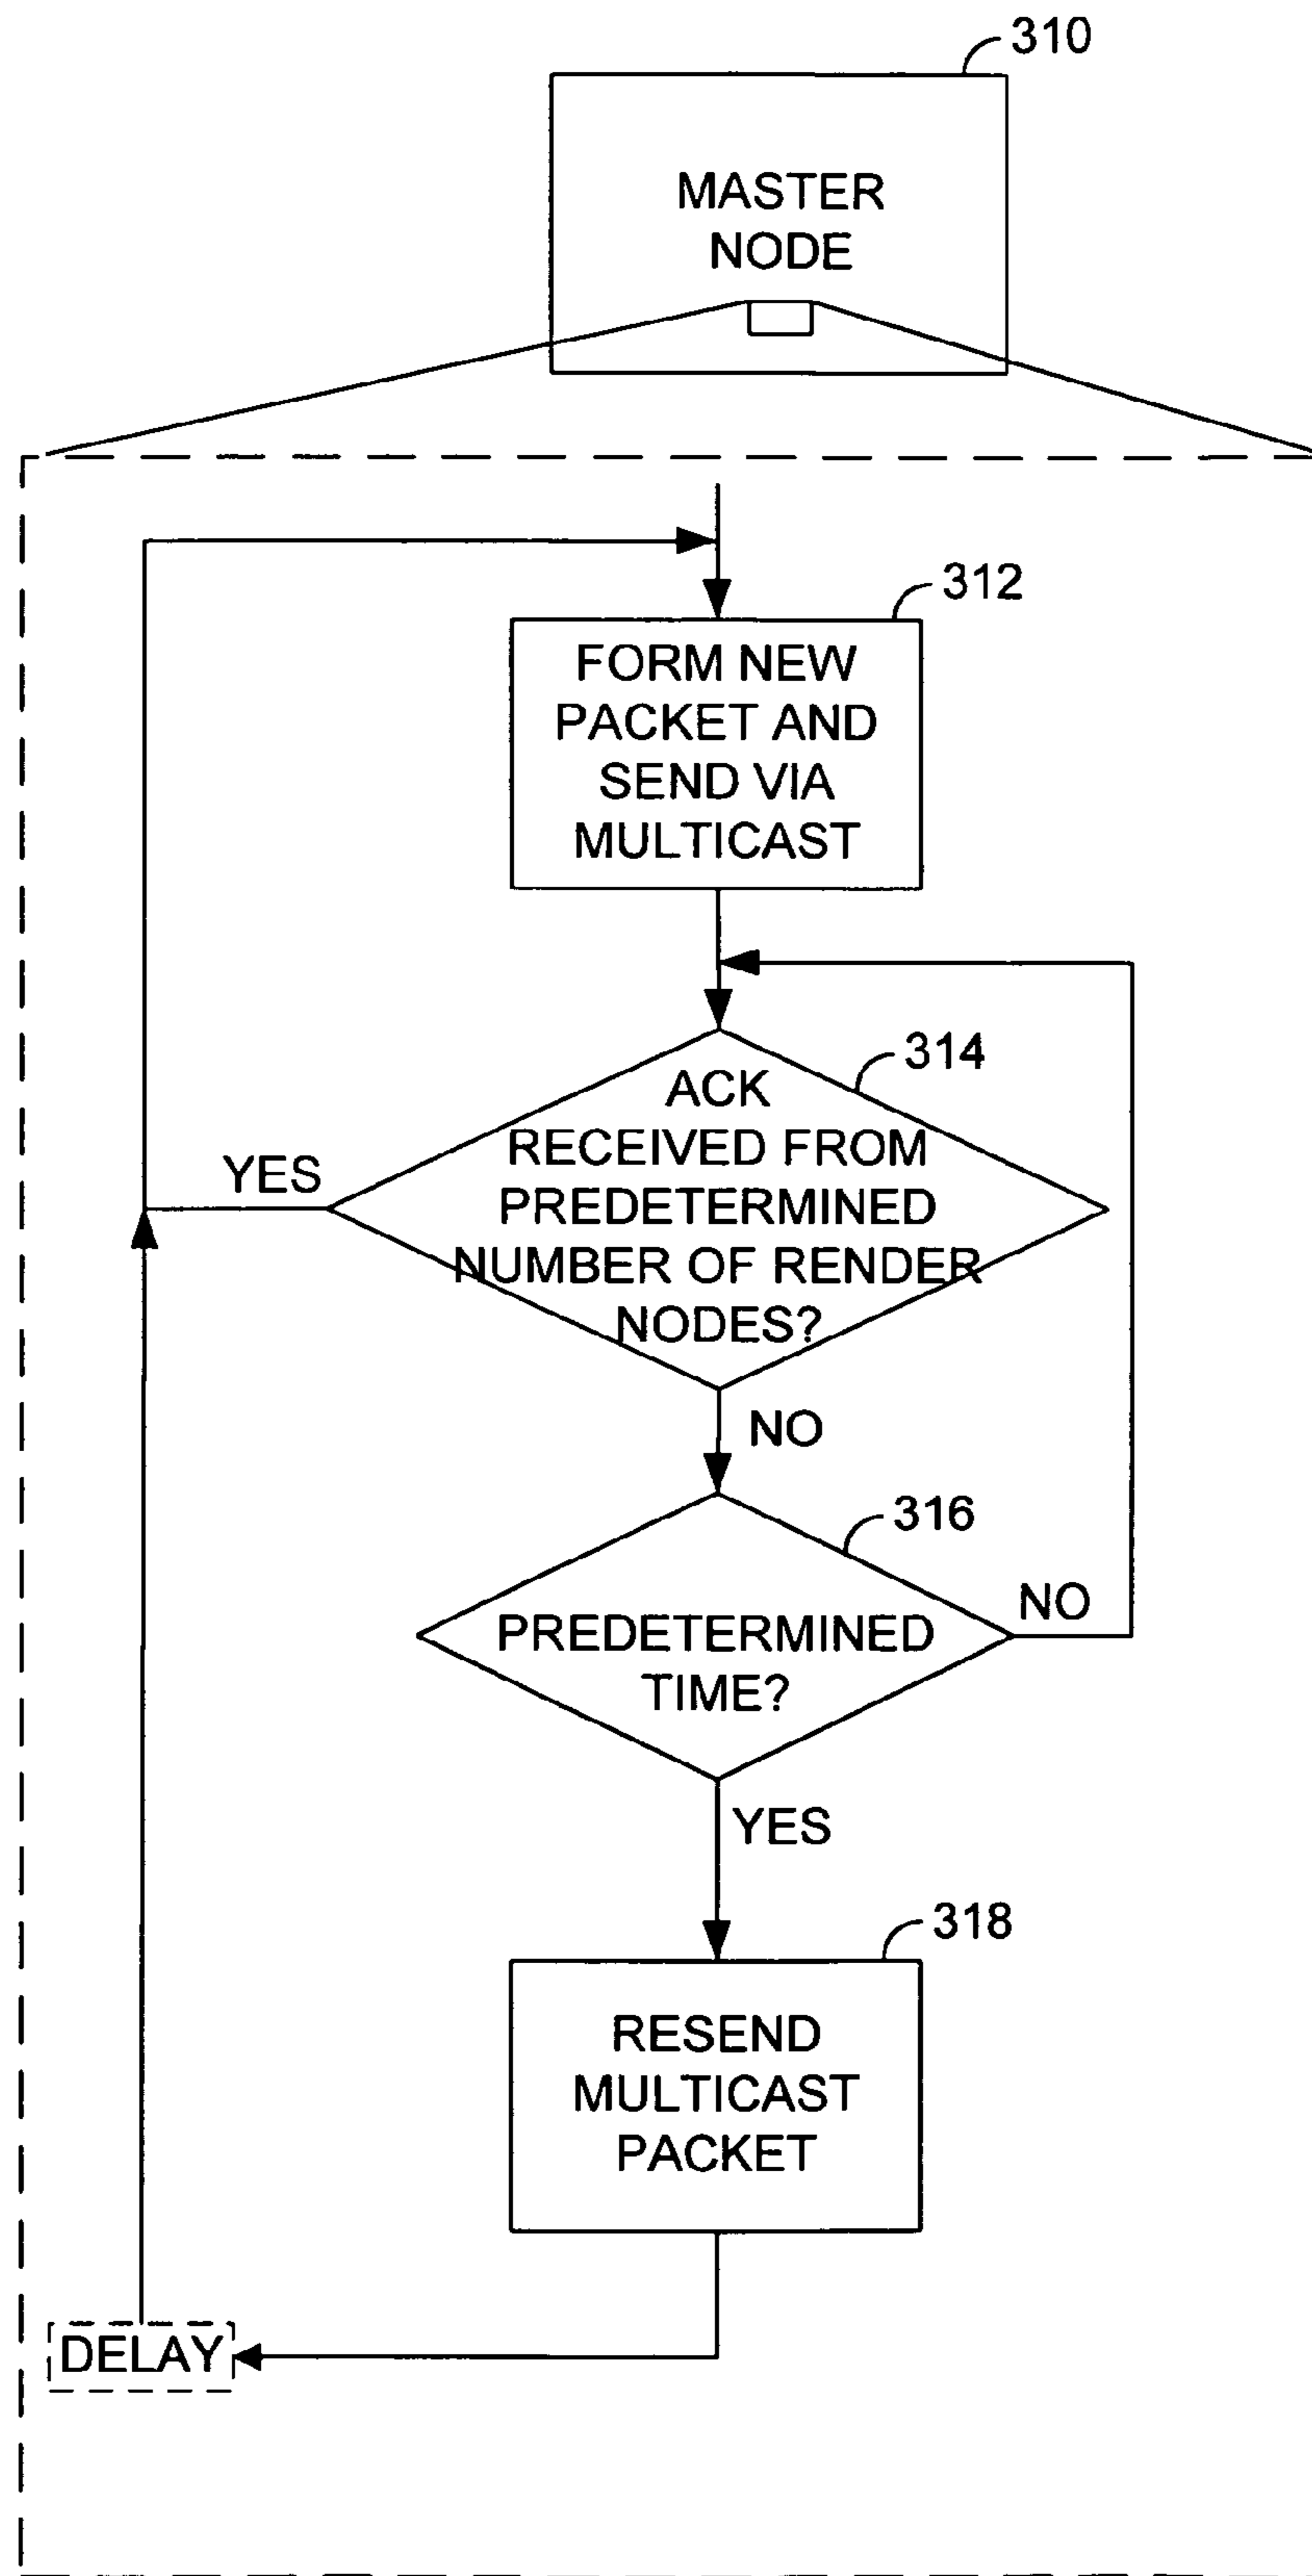 310
MASTER
NODE
312
FORM NEW
PACKET AND
SEND VIA
MULTICAST
314
ACK
RECEIVED FROM
PREDETERMINED
NUMBER OF RENDER
NODES?
YES
NO
316
PREDETERMINED
TIME?
NO
YES
318
RESEND
MULTICAST
PACKET
DELAY